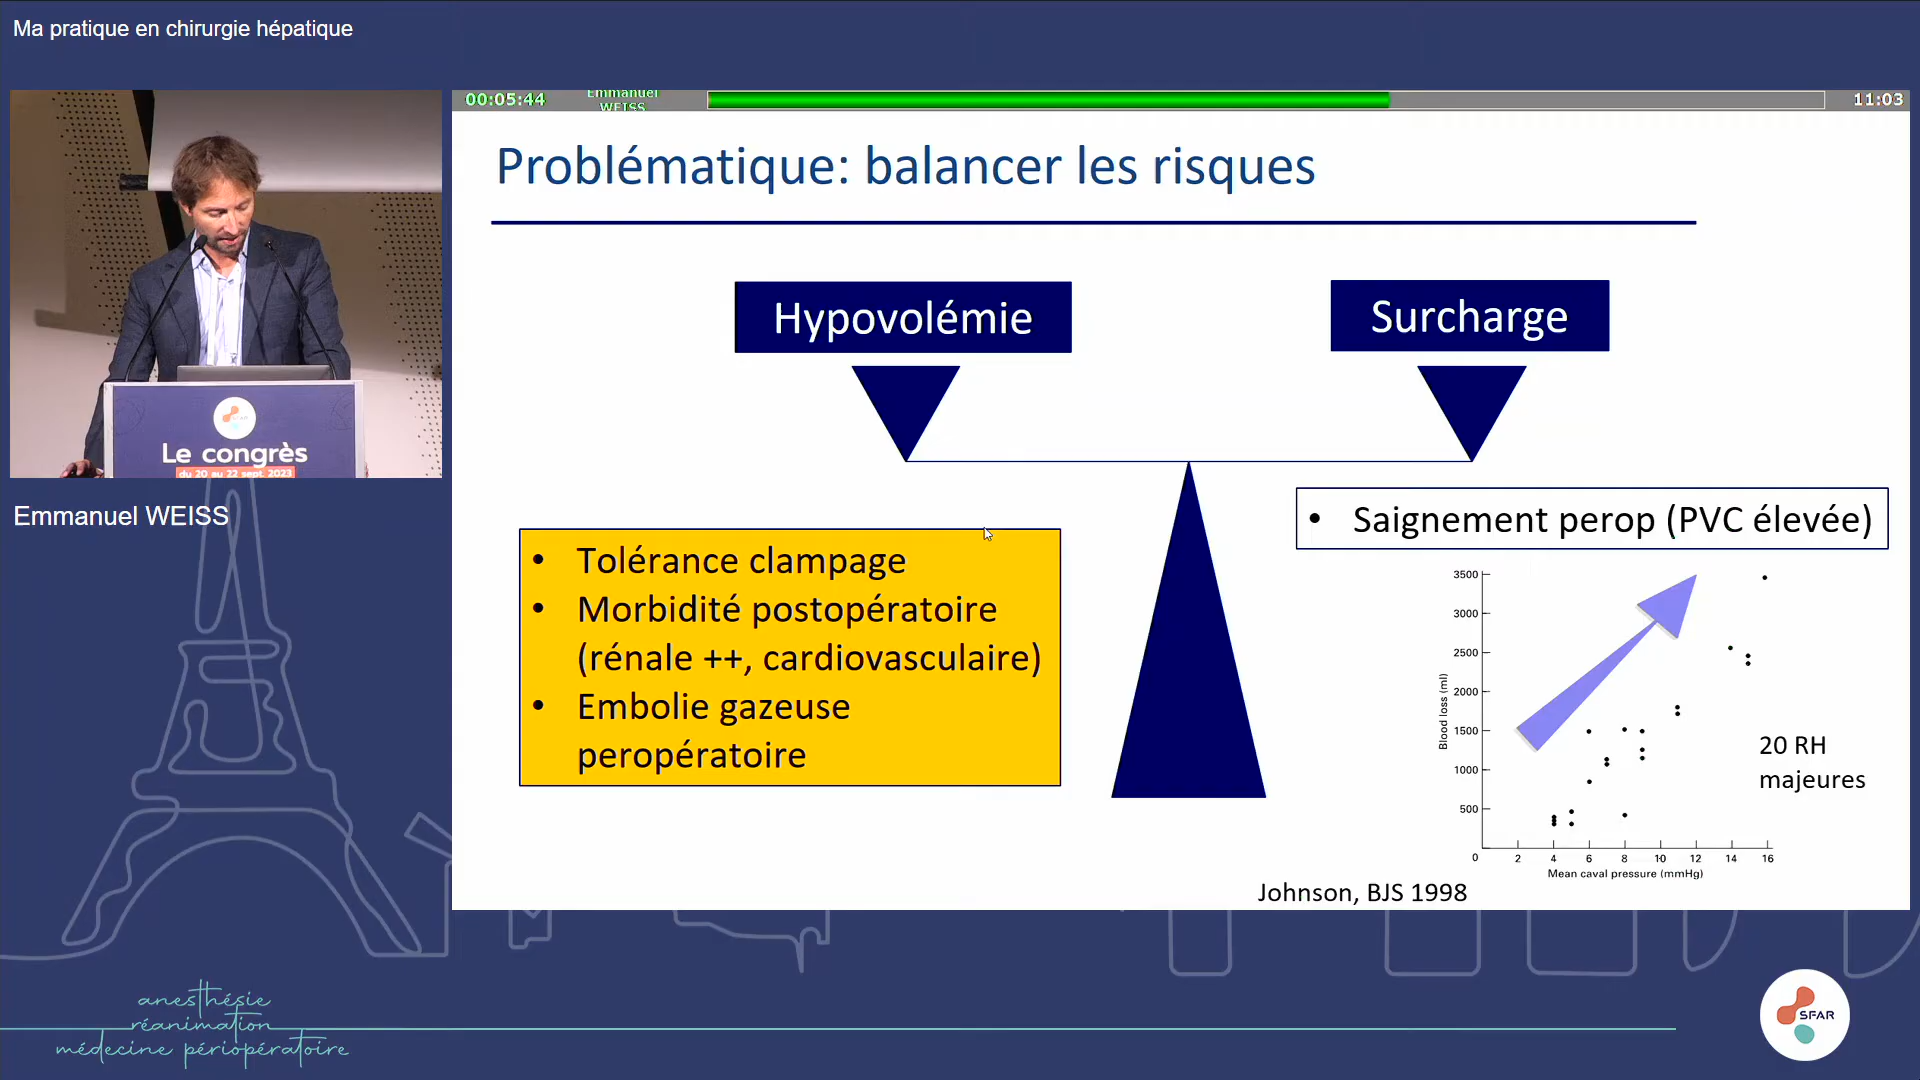 Ma pratique en chirurgie hépatique
00:05:44
Emmanuel
WEISS
11:03
Problématique: balancer les risques
Hypovolémie
Surcharge
• Saignement perop (PVC élevée)
• Tolérance clampage
• Morbidité postopératoire
(rénale ++, cardiovasculaire)
• Embolie gazeuse
peropératoire
3500
3000
2500
2000
1500
1000
500
0
2 4 6 8 10 12 14 16
Blood loss (ml)
Mean caval pressure (mmHg)
20 RH
majeures
Johnson, BJS 1998
SFAR
Le congrès
du 20 au 22 sept. 2023
Emmanuel WEISS
anesthésie
réanimation
médecine périopératoire
SFAR